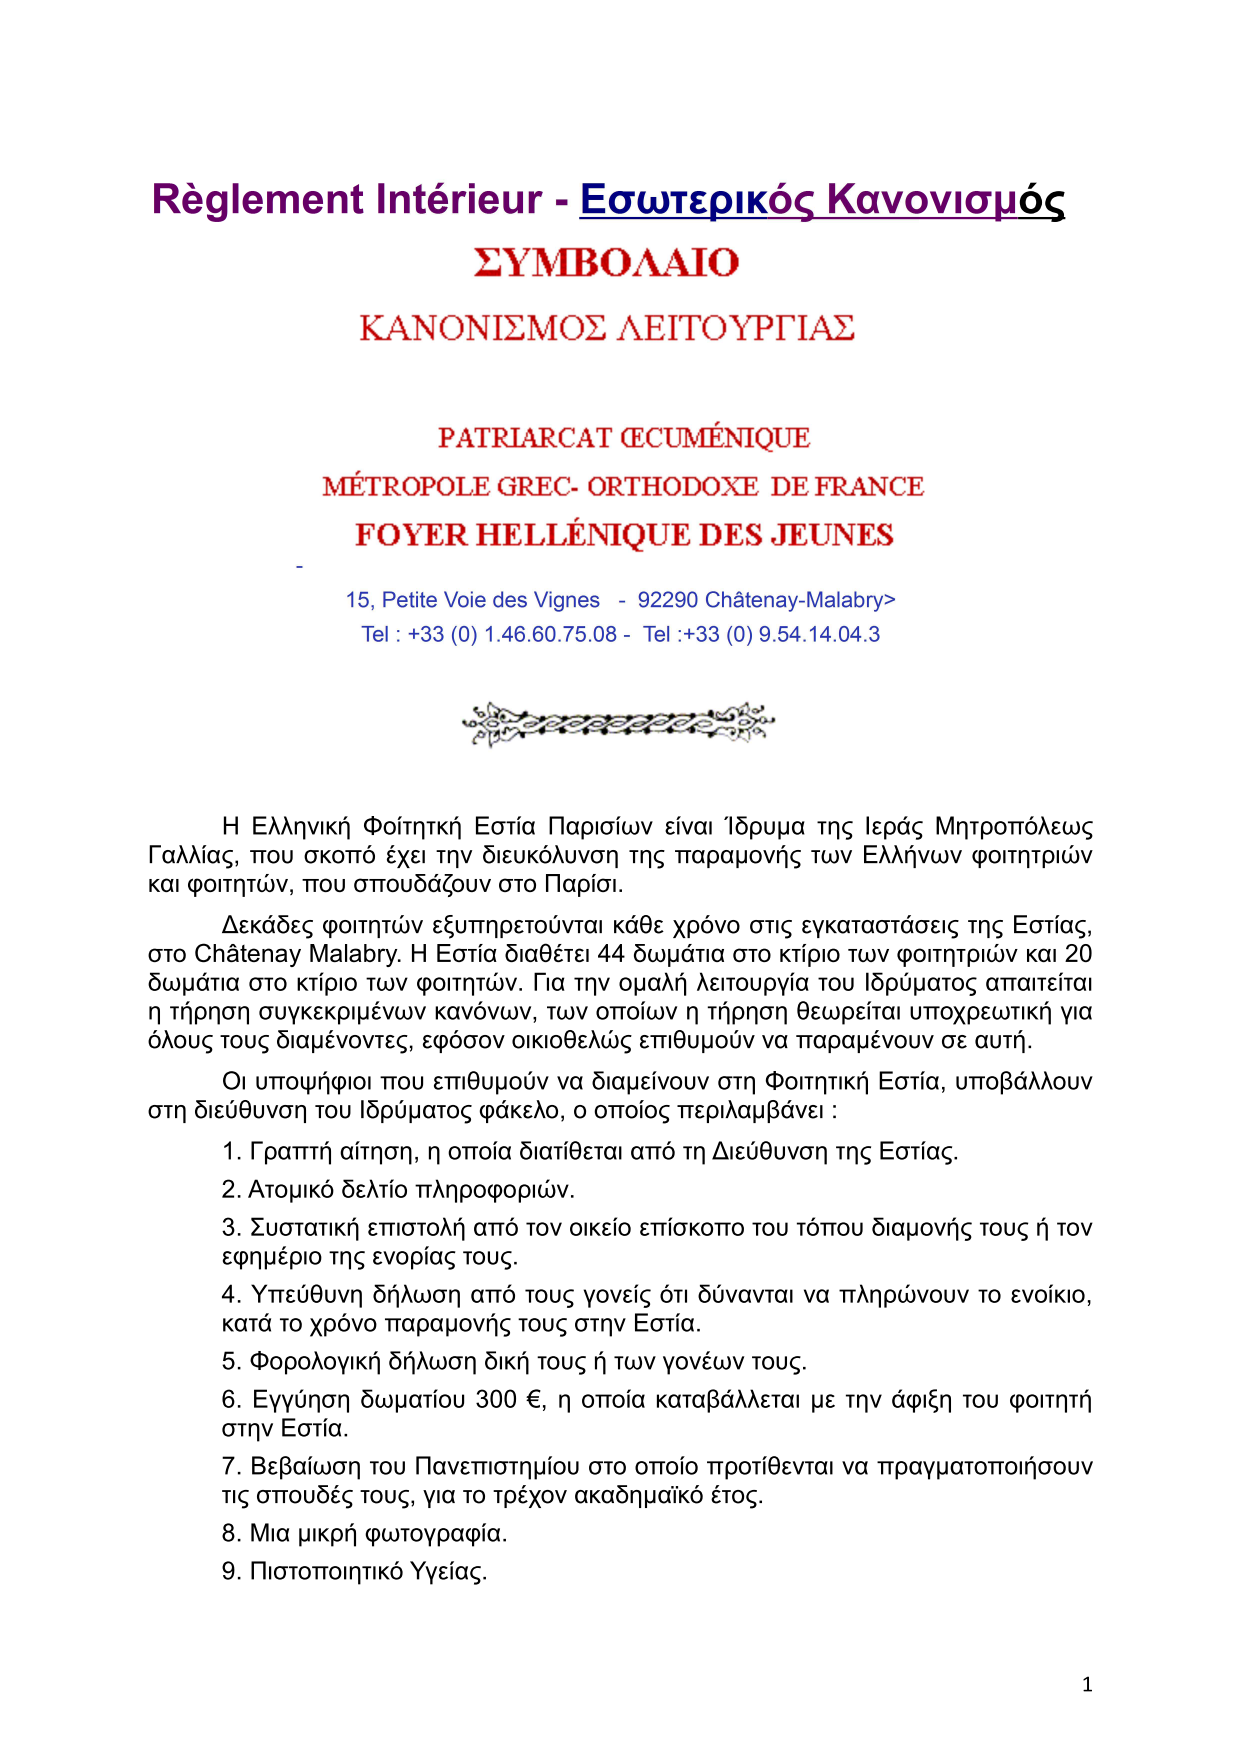 Règlement Intérieur - Εσωτερικός Κανονισμός
ΣΥΜΒΟΛΑΙΟ
ΚΑΝΟΝΙΣΜΟΣ ΛΕΙΤΟΥΡΓΙΑΣ
PATRIARCAT ŒCUMÉNIQUE
MÉTROPOLE GREC- ORTHODOXE DE FRANCE
FOYER HELLÉNIQUE DES JEUNES
-
15, Petite Voie des Vignes - 92290 Châtenay-Malabry>
Tel : +33 (0) 1.46.60.75.08 - Tel :+33 (0) 9.54.14.04.3
Η Ελληνική Φοίτητκή Εστία Παρισίων είναι Ίδρυμα της Ιεράς Μητροπόλεως
Γαλλίας, που σκοπό έχει την διευκόλυνση της παραμονής των Ελλήνων φοιτητριών
και φοιτητών, που σπουδάζουν στο Παρίσι.
Δεκάδες φοιτητών εξυπηρετούνται κάθε χρόνο στις εγκαταστάσεις της Εστίας,
στο Châtenay Malabry. Η Εστία διαθέτει 44 δωμάτια στο κτίριο των φοιτητριών και 20
δωμάτια στο κτίριο των φοιτητών. Για την ομαλή λειτουργία του Ιδρύματος απαιτείται
η τήρηση συγκεκριμένων κανόνων, των οποίων η τήρηση θεωρείται υποχρεωτική για
όλους τους διαμένοντες, εφόσον οικιοθελώς επιθυμούν να παραμένουν σε αυτή.
Οι υποψήφιοι που επιθυμούν να διαμείνουν στη Φοιτητική Εστία, υποβάλλουν
στη διεύθυνση του Ιδρύματος φάκελο, ο οποίος περιλαμβάνει :
1. Γραπτή αίτηση, η οποία διατίθεται από τη Διεύθυνση της Εστίας.
2. Ατομικό δελτίο πληροφοριών.
3. Συστατική επιστολή από τον οικείο επίσκοπο του τόπου διαμονής τους ή τον
εφημέριο της ενορίας τους.
4. Υπεύθυνη δήλωση από τους γονείς ότι δύνανται να πληρώνουν το ενοίκιο,
κατά το χρόνο παραμονής τους στην Εστία.
5. Φορολογική δήλωση δική τους ή των γονέων τους.
6. Εγγύηση δωματίου 300 €, η οποία καταβάλλεται με την άφιξη του φοιτητή
στην Εστία.
7. Βεβαίωση του Πανεπιστημίου στο οποίο προτίθενται να πραγματοποιήσουν
τις σπουδές τους, για το τρέχον ακαδημαϊκό έτος.
8. Μια μικρή φωτογραφία.
9. Πιστοποιητικό Υγείας.
1